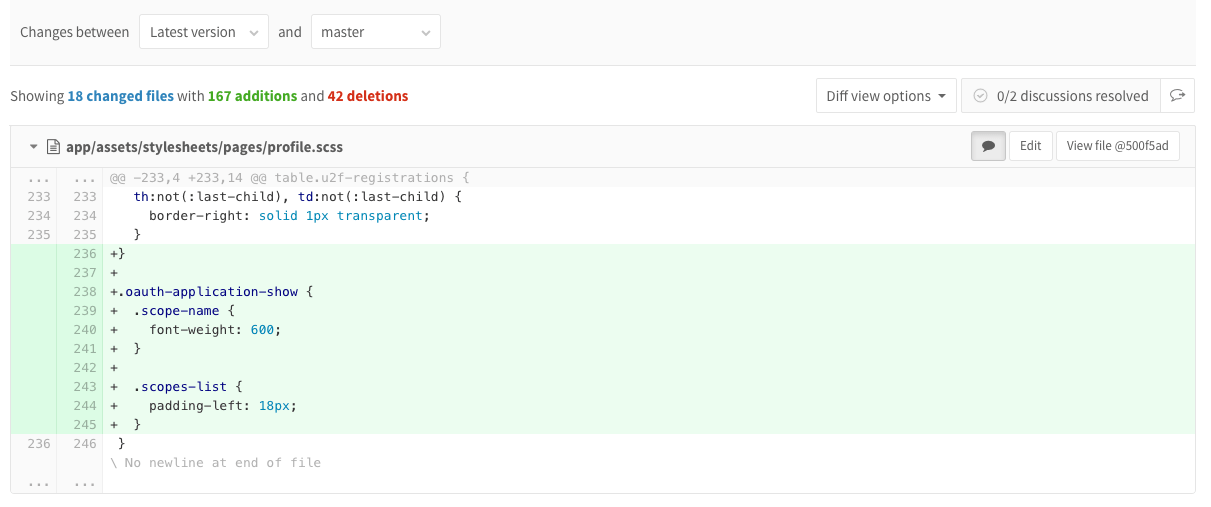 Changes between Latest version and master
Showing 18 changed files with 167 additions and 42 deletions Diff view options 0/2 discussions resolved
app/assets/stylesheets/pages/profile.scss Edit View file @500f5ad
... ... @@ -233,4 +233,14 @@ table.u2f-registrations {
233 233 th:not(:last-child), td:not(:last-child) {
234 234 border-right: solid 1px transparent;
235 235 }
236 +}
237 +
238 +.oauth-application-show {
239 + .scope-name {
240 + font-weight: 600;
241 + }
242 +
243 + .scopes-list {
244 + padding-left: 18px;
245 + }
236 246 }
\ No newline at end of file
... ...